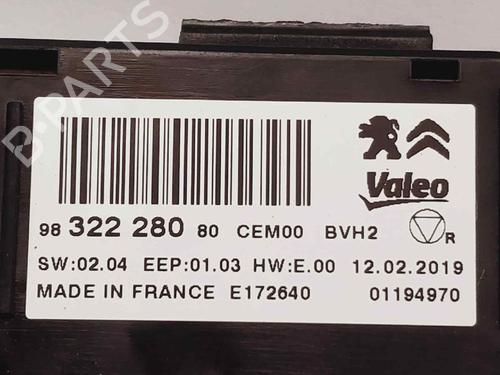 B-PARTS
Valeo
98 322 280 80 CEM00 BVH2 R
SW:02.04 EEP:01.03 HW:E.00 12.02.2019
MADE IN FRANCE E172640 01194970